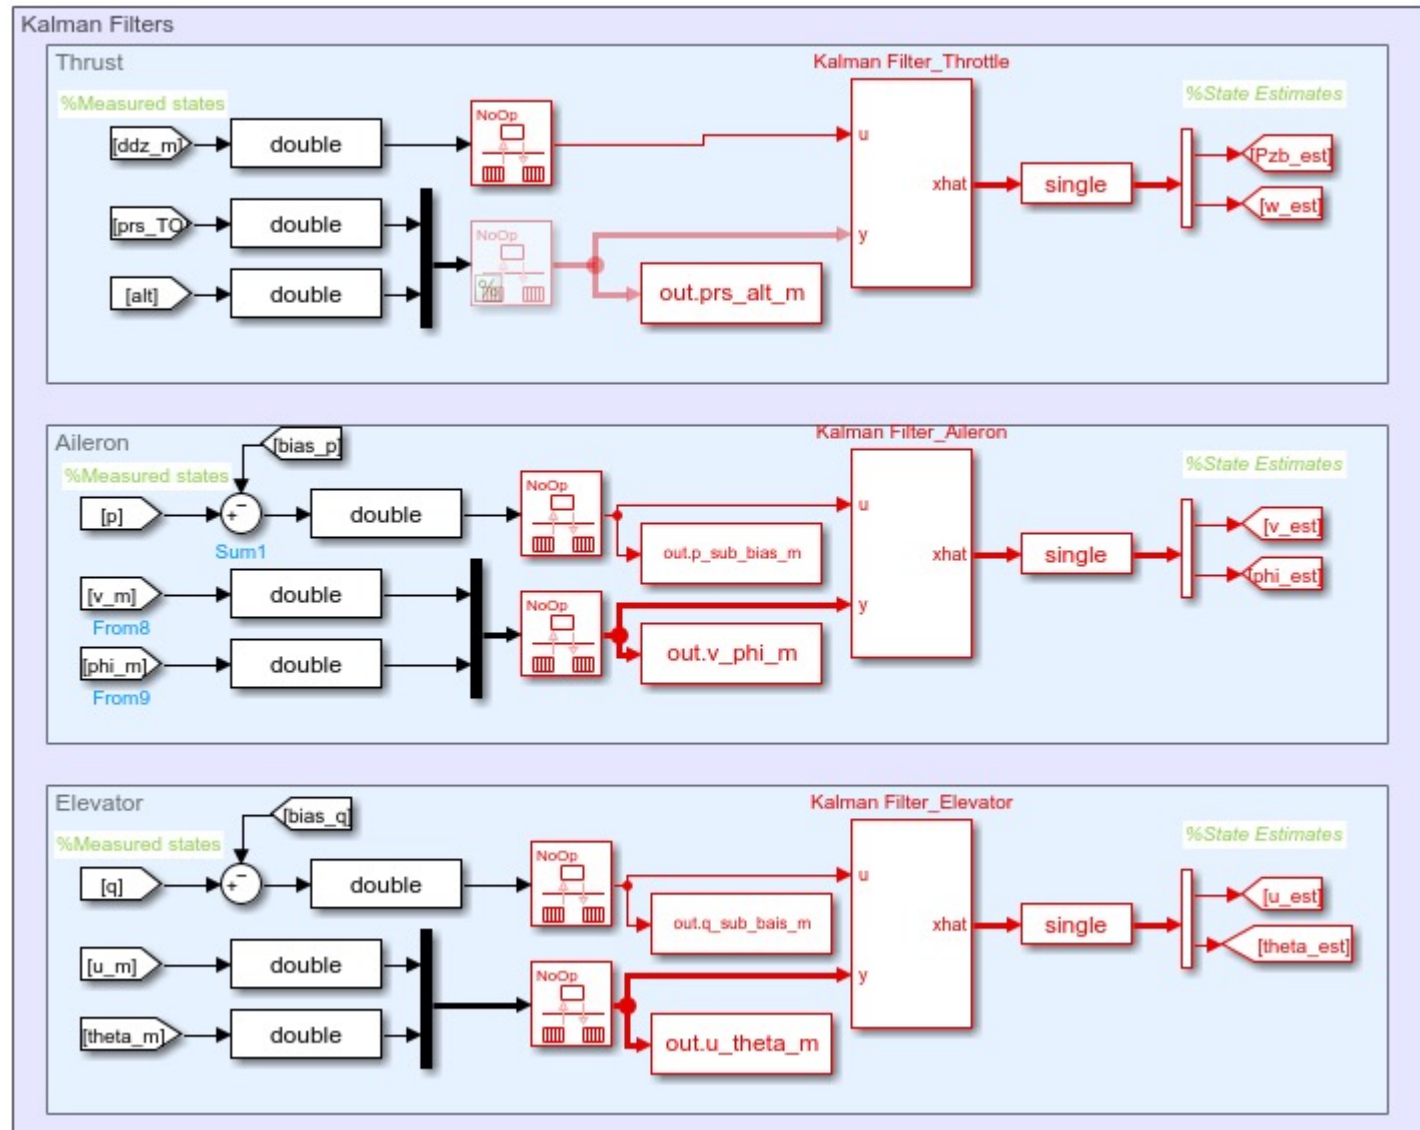 Kalman Filters
Thrust
Kalman Filter_Throttle
%Measured states
%State Estimates
[ddz_m]
double
NoOp
u
[Pzb_est]
xhat
single
[prs_TO]
double
NoOp
y
[w_est]
[alt]
double
%
out.prs_alt_m
Aileron
[bias_p]
Kalman Filter_Aileron
%Measured states
%State Estimates
[p]
+
−
double
NoOp
u
[v_est]
Sum1
out.p_sub_bias_m
xhat
single
[v_m]
double
NoOp
y
[phi_est]
From8
[phi_m]
double
out.v_phi_m
From9
Elevator
[bias_q]
Kalman Filter_Elevator
%Measured states
%State Estimates
[q]
+
−
double
NoOp
u
[u_est]
out.q_sub_bais_m
xhat
single
[u_m]
double
NoOp
y
[theta_est]
[theta_m]
double
out.u_theta_m